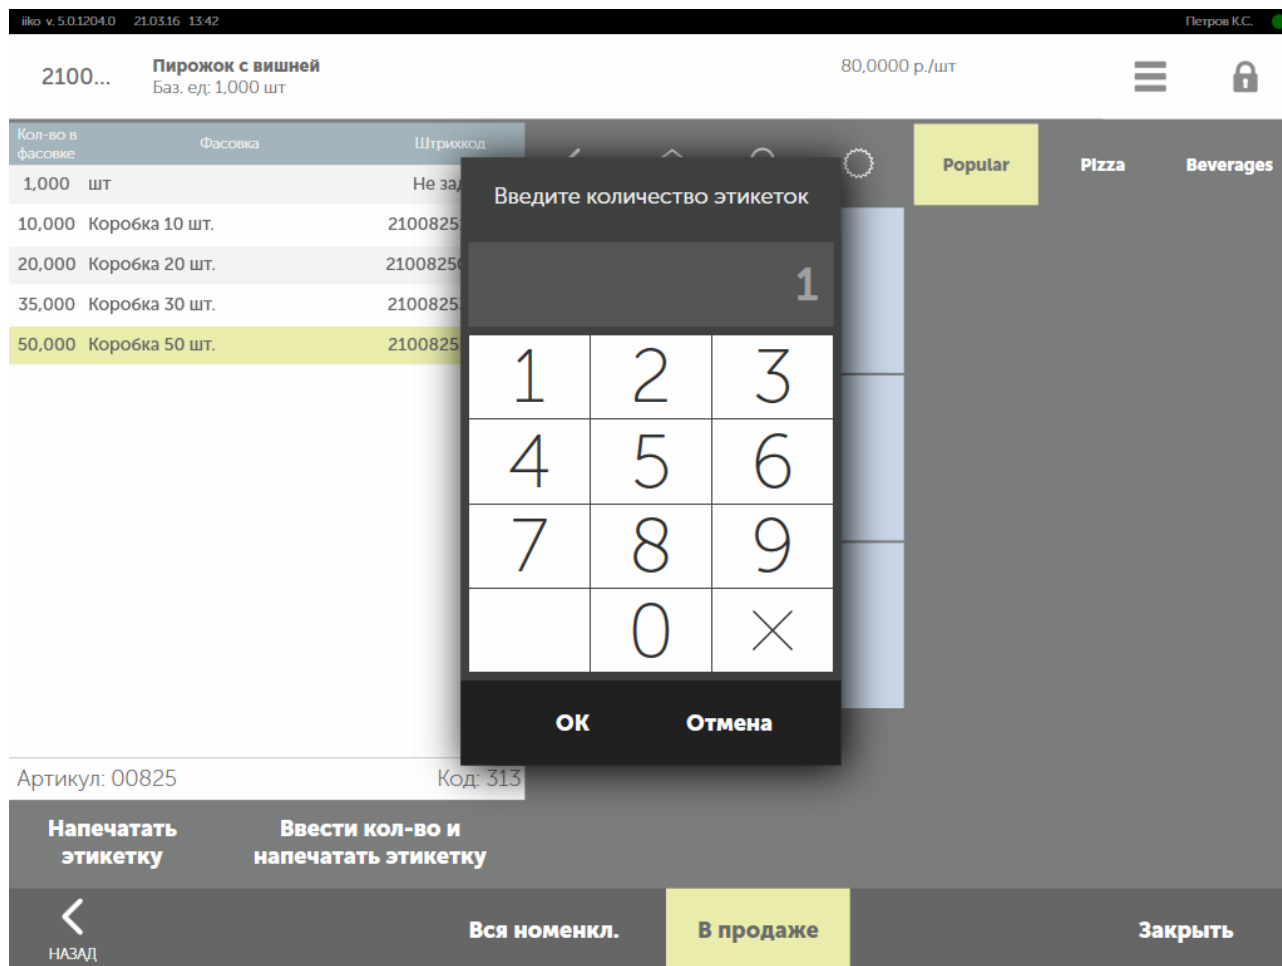 iiko v. 5.0.1204.0 21.03.16 13:42 Петров К.С.
2100... Пирожок с вишней 80,0000 р./шт
Баз. ед: 1,000 шт
Кол-во в фасовке Фасовка Штрихкод
Popular Pizza Beverages
1,000 шт Не
10,000 Коробка 10 шт.
20,000 Коробка 20 шт.
35,000 Коробка 30 шт.
50,000 Коробка 50 шт.
Введите количество этикеток
1
1 2 3
4 5 6
7 8 9
0
ОК Отмена
Артикул: 00825 Код: 313
Напечатать
этикетку
Ввести кол-во и
напечатать этикетку
НАЗАД
Вся номенкл. В продаже Закрыть